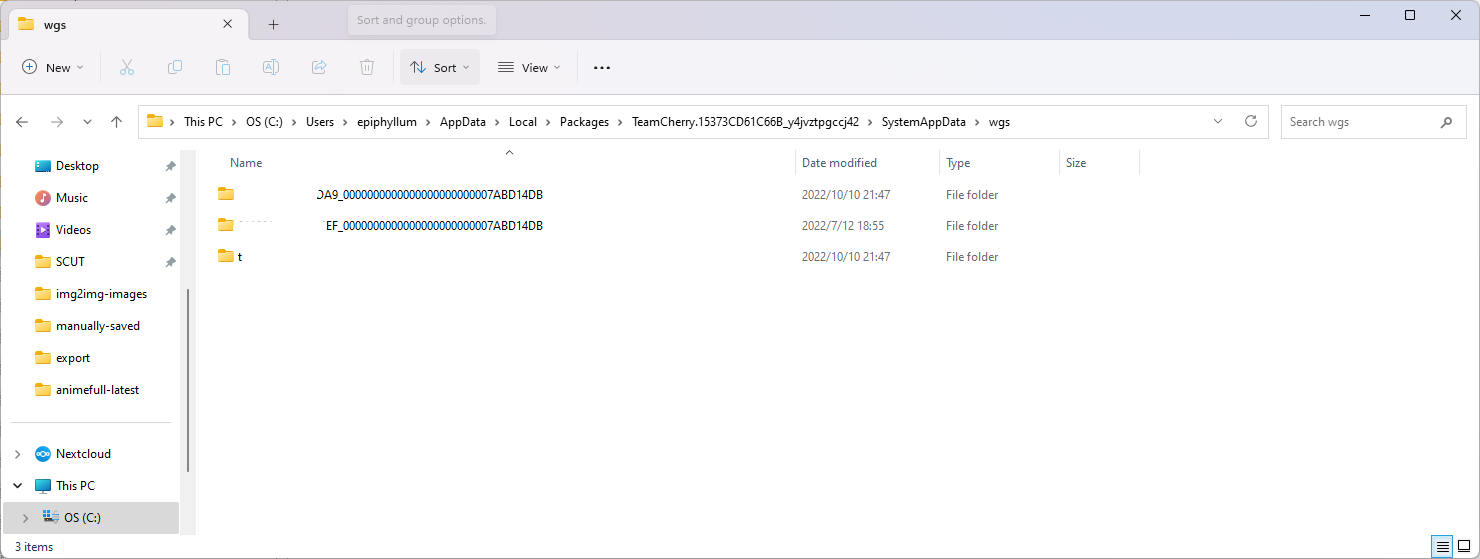 wgs
Sort and group options.
New
Sort
View
This PC
OS (C:)
Users
epiphyllum
AppData
Local
Packages
TeamCherry.15373CD61C66B_y4jvztpgccj42
SystemAppData
wgs
Search wgs
Desktop
Music
Videos
SCUT
img2img-images
manually-saved
export
animefull-latest
Nextcloud
This PC
OS (C:)
Name
Date modified
Type
Size
DA9_0000000000000000000000007ABD14DB
2022/10/10 21:47
File folder
EF_0000000000000000000000007ABD14DB
2022/7/12 18:55
File folder
t
2022/10/10 21:47
File folder
3 items